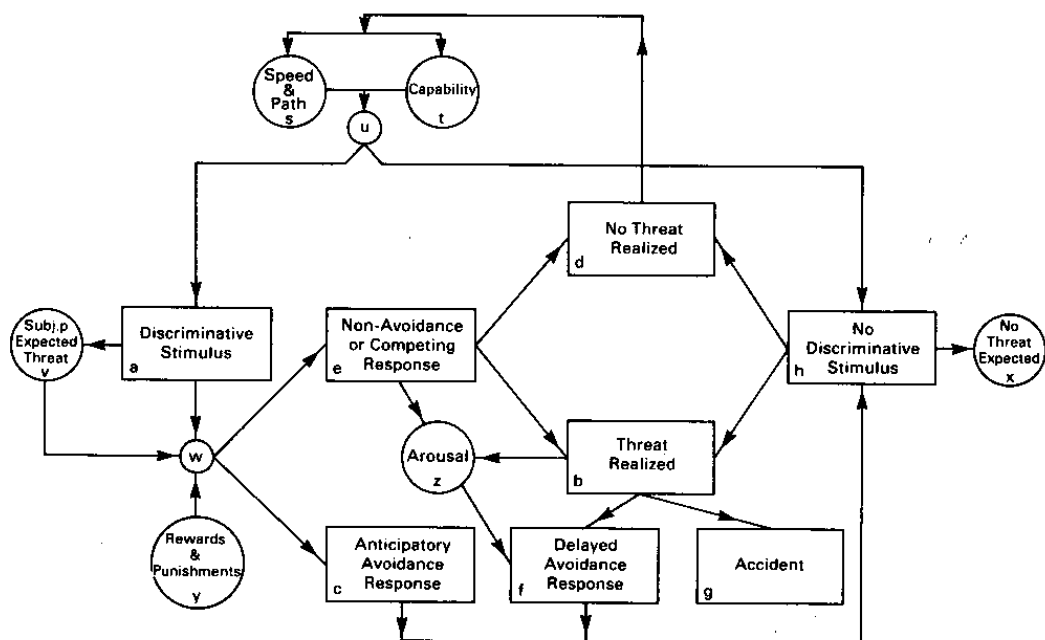 Speed
&
Path
s
Capability
t
u
No Threat
Realized
d
Subj.p
Expected
Threat
v
Discriminative
Stimulus
a
Non-Avoidance
or Competing
Response
e
No
Discriminative
Stimulus
h
No
Threat
Expected
x
w
Arousal
z
Threat
Realized
b
Rewards
&
Punishments
y
Anticipatory
Avoidance
Response
c
Delayed
Avoidance
Response
f
Accident
g